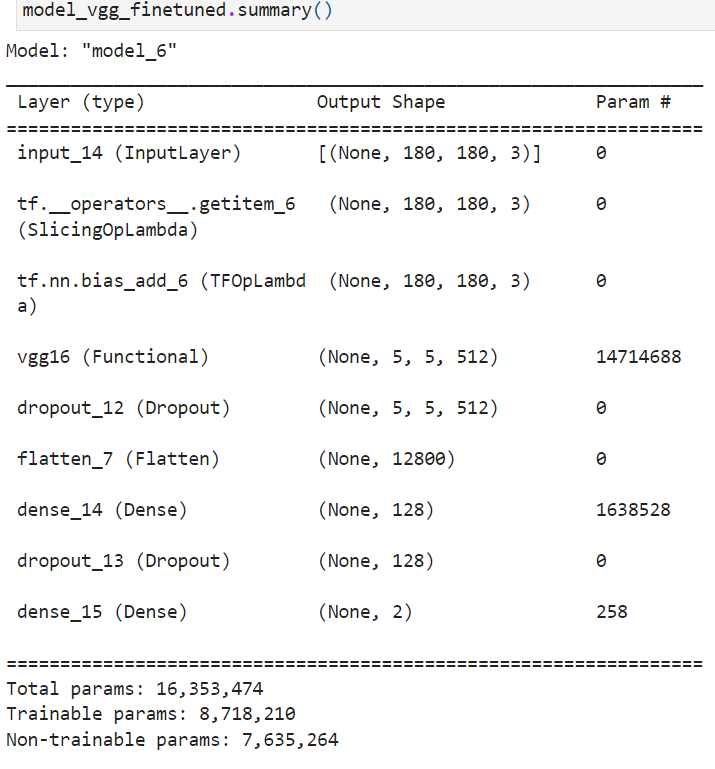 model_vgg_finetuned.summary()
Model: "model_6"
Layer (type) Output Shape Param #
input_14 (InputLayer) [(None, 180, 180, 3)] 0
tf.__operators__.getitem_6 (None, 180, 180, 3) 0
(SlicingOpLambda)
tf.nn.bias_add_6 (TFOpLambd (None, 180, 180, 3) 0
a)
vgg16 (Functional) (None, 5, 5, 512) 14714688
dropout_12 (Dropout) (None, 5, 5, 512) 0
flatten_7 (Flatten) (None, 12800) 0
dense_14 (Dense) (None, 128) 1638528
dropout_13 (Dropout) (None, 128) 0
dense_15 (Dense) (None, 2) 258
Total params: 16,353,474
Trainable params: 8,718,210
Non-trainable params: 7,635,264